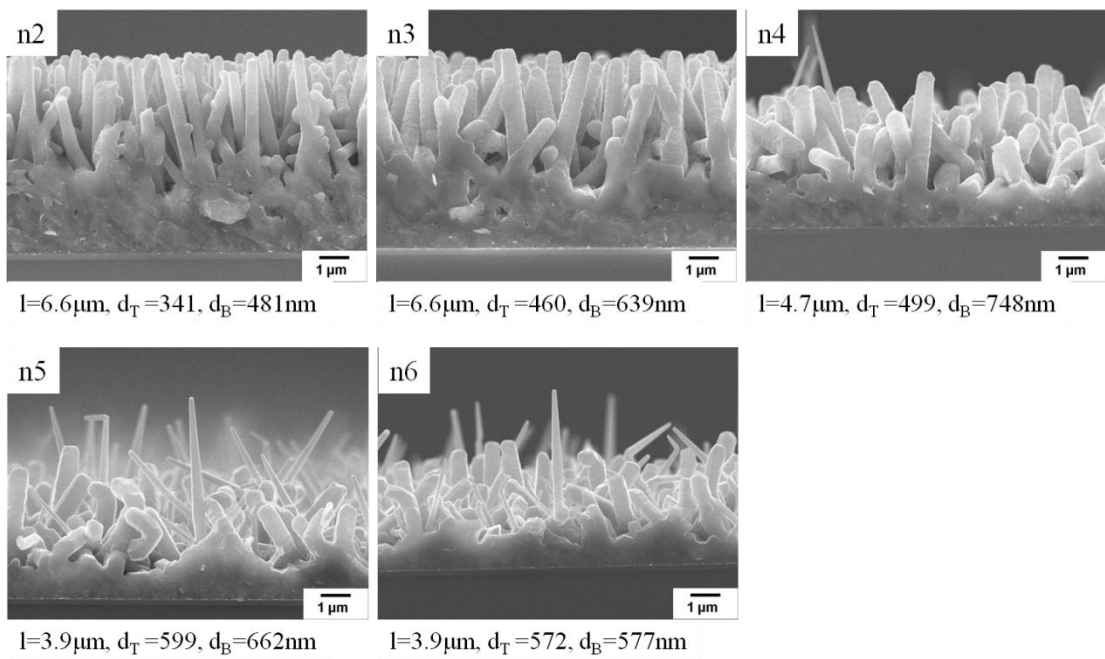 n2
n3
n4
1 µm
1 µm
1 µm
l=6.6µm, d_T =341, d_B=481nm
l=6.6µm, d_T =460, d_B=639nm
l=4.7µm, d_T =499, d_B=748nm
n5
n6
1 µm
1 µm
l=3.9µm, d_T =599, d_B=662nm
l=3.9µm, d_T =572, d_B=577nm